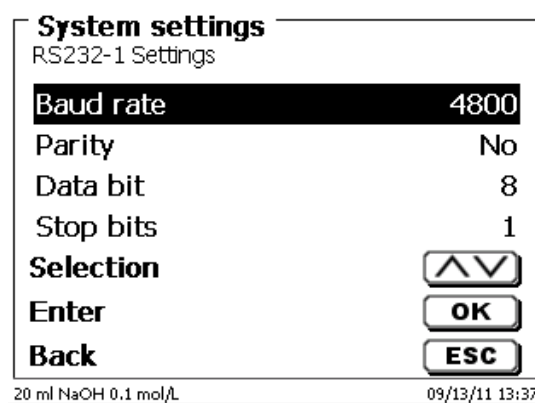 System settings
RS232-1 Settings
Baud rate 4800
Parity No
Data bit 8
Stop bits 1
Selection
Enter OK
Back ESC
20 ml NaOH 0.1 mol/L 09/13/11 13:37